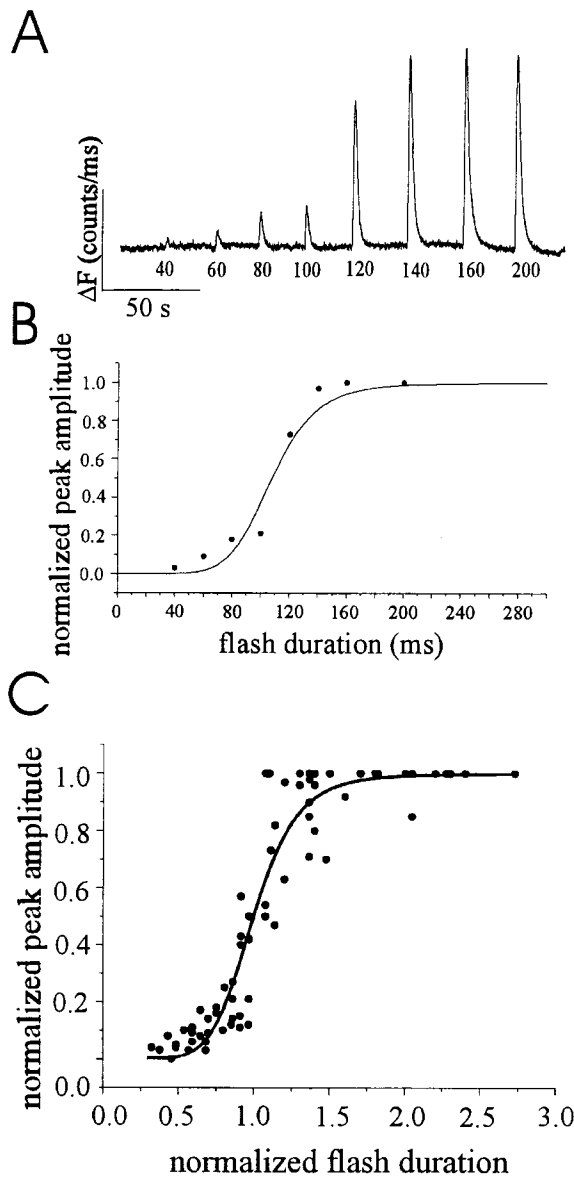 A
ΔF (counts/ms)
40 60 80 100 120 140 160 200
50 s
B
normalized peak amplitude
1.0
0.8
0.6
0.4
0.2
0.0
0 40 80 120 160 200 240 280
flash duration (ms)
C
normalized peak amplitude
1.0
0.8
0.6
0.4
0.2
0.0
0.0 0.5 1.0 1.5 2.0 2.5 3.0
normalized flash duration